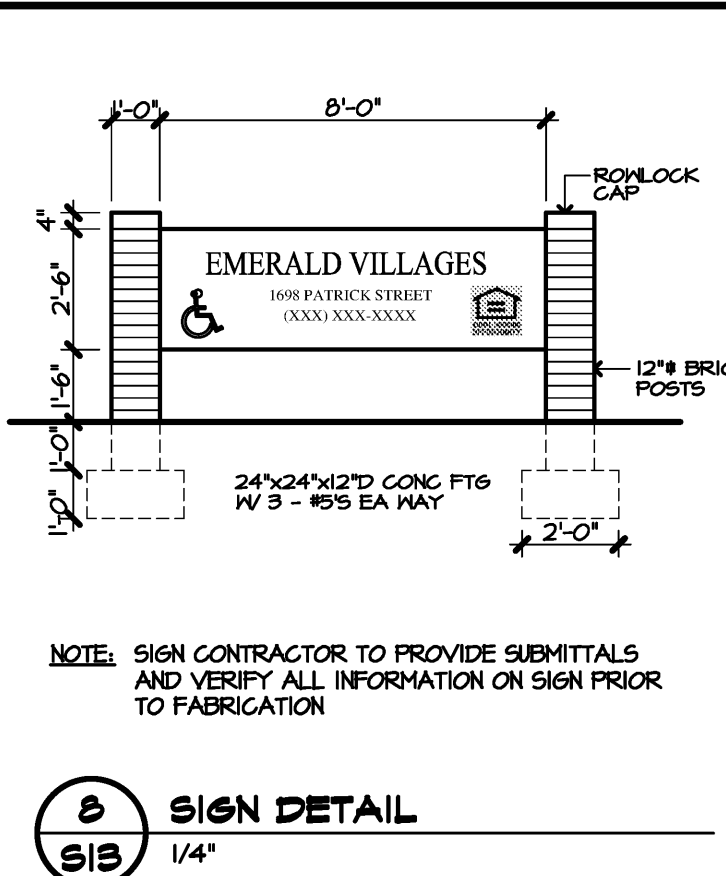 1'-0" 8'-0"
ROWLOCK
CAP
4"
2'-6"
1'-6"
1'-0"
1'-0"
EMERALD VILLAGES
1698 PATRICK STREET
(XXX) XXX-XXXX
12"⌀ BRIC
POSTS
24"x24"x12"D CONC FTG
W/ 3 - #5'S EA WAY
2'-0"
NOTE: SIGN CONTRACTOR TO PROVIDE SUBMITTALS
AND VERIFY ALL INFORMATION ON SIGN PRIOR
TO FABRICATION
8 SIGN DETAIL
S13 1/4"